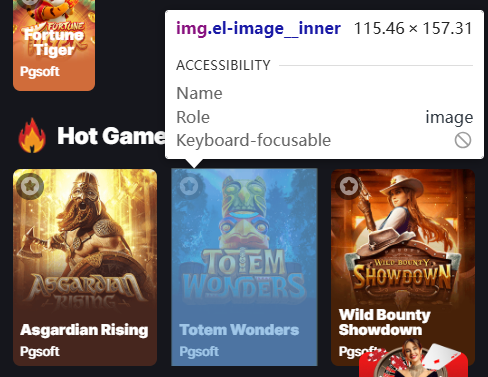 FORTUNE
Fortune
Tiger
Pgsoft
img.el-image__inner 115.46 × 157.31
ACCESSIBILITY
Name
Role image
Keyboard-focusable
Hot Game
ASGARDIAN
RISING
Asgardian Rising
Pgsoft
TOTEM
WONDERS
Totem Wonders
Pgsoft
WILD BOUNTY
SHOWDOWN
Wild Bounty
Showdown
Pgsoft